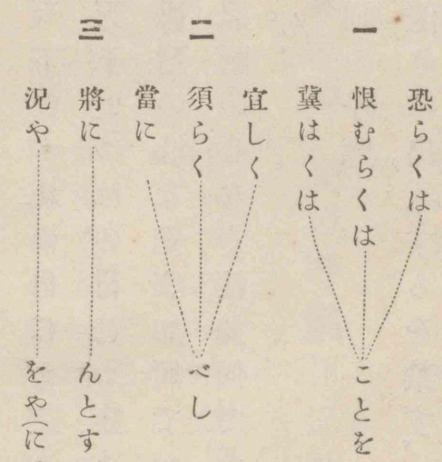 一
恐らくは
恨むらくは
冀はくは
ことを
二
宜しく
須らく
當に
べし
三
將に
んとす
況や
をや(に